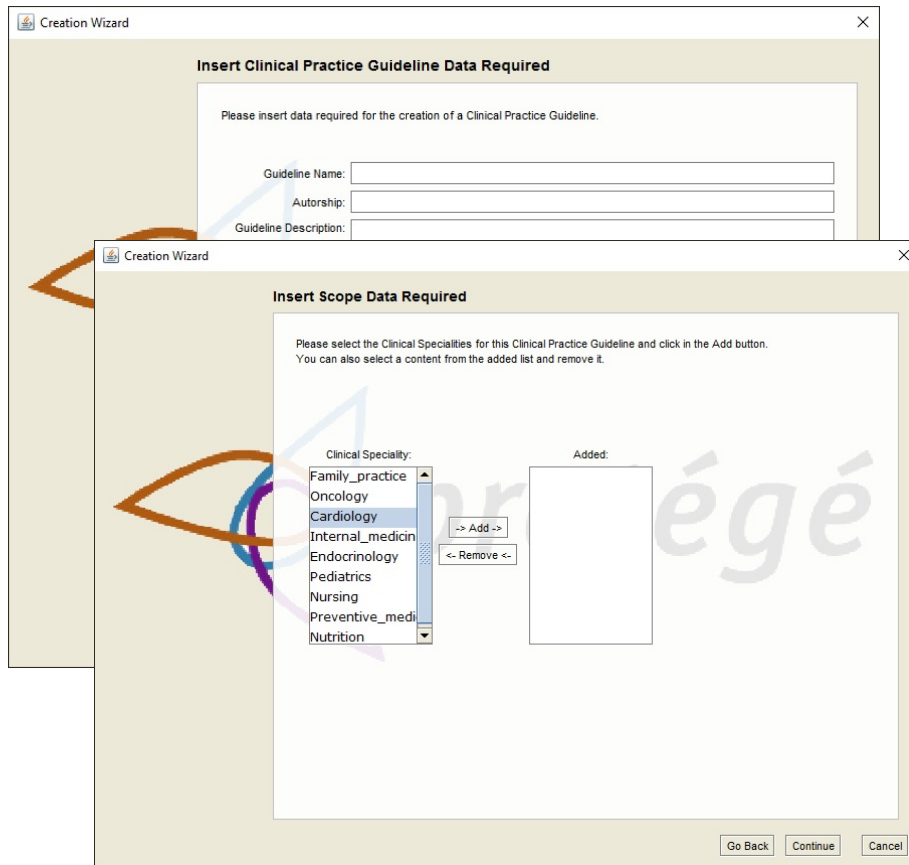 Creation Wizard
Insert Clinical Practice Guideline Data Required
Please insert data required for the creation of a Clinical Practice Guideline.
Guideline Name:
Autorship:
Guideline Description:
Creation Wizard
Insert Scope Data Required
Please select the Clinical Specialities for this Clinical Practice Guideline and click in the Add button.
You can also select a content from the added list and remove it.
Clinical Speciality:
Added:
Family_practice
Oncology
Cardiology
Internal_medicin
Endocrinology
Pediatrics
Nursing
Preventive_medi
Nutrition
-> Add ->
<- Remove <-
Go Back
Continue
Cancel